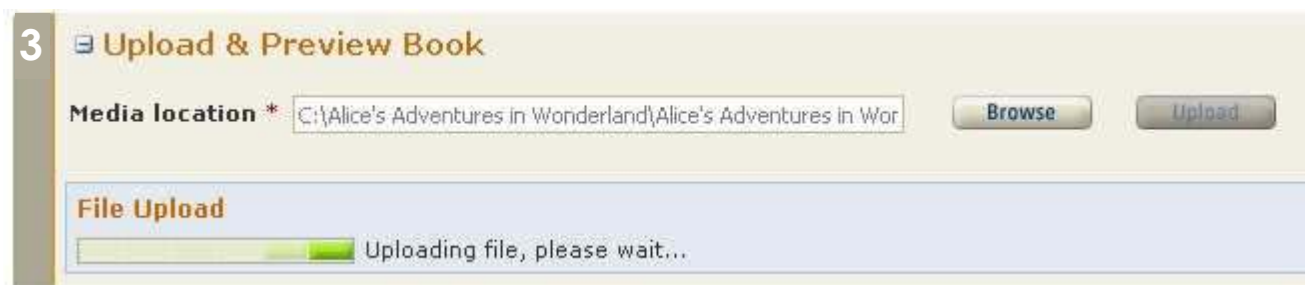 3
Upload & Preview Book
Media location * C:\Alice's Adventures in Wonderland\Alice's Adventures in Wor Browse Upload
File Upload
Uploading file, please wait...